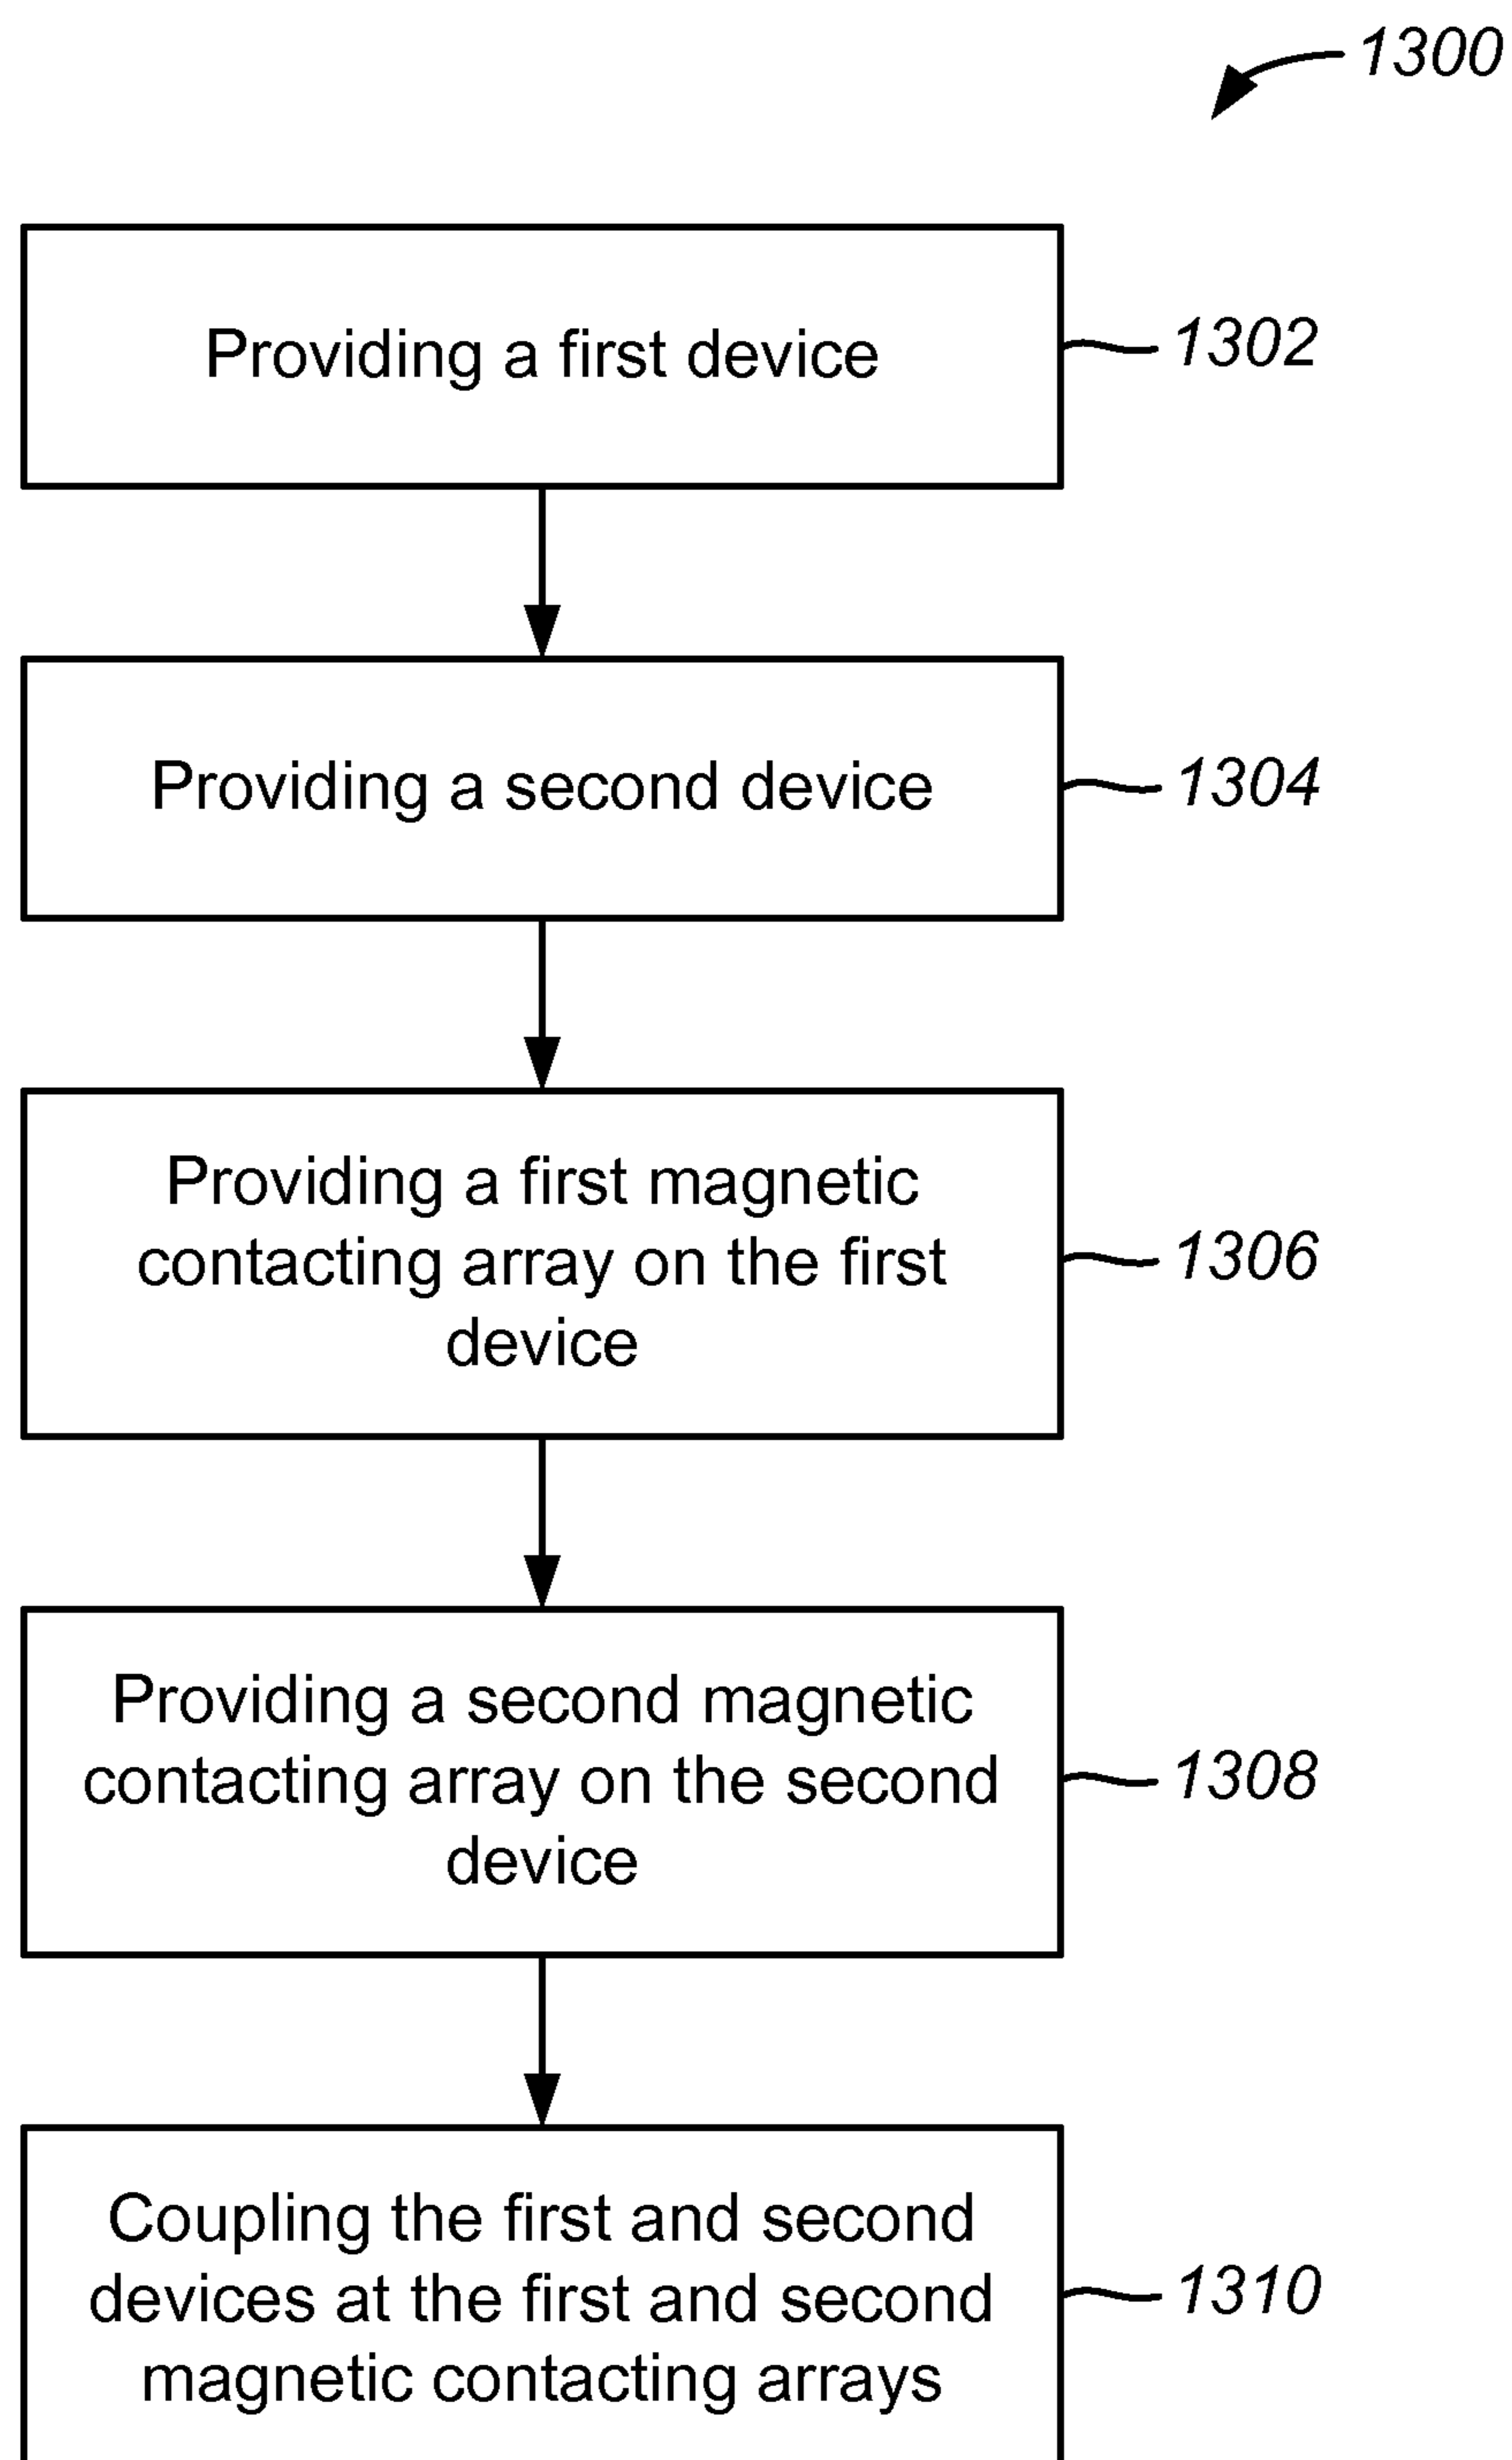 1300
Providing a first device
1302
Providing a second device
1304
Providing a first magnetic
contacting array on the first
device
1306
Providing a second magnetic
contacting array on the second
device
1308
Coupling the first and second
devices at the first and second
magnetic contacting arrays
1310